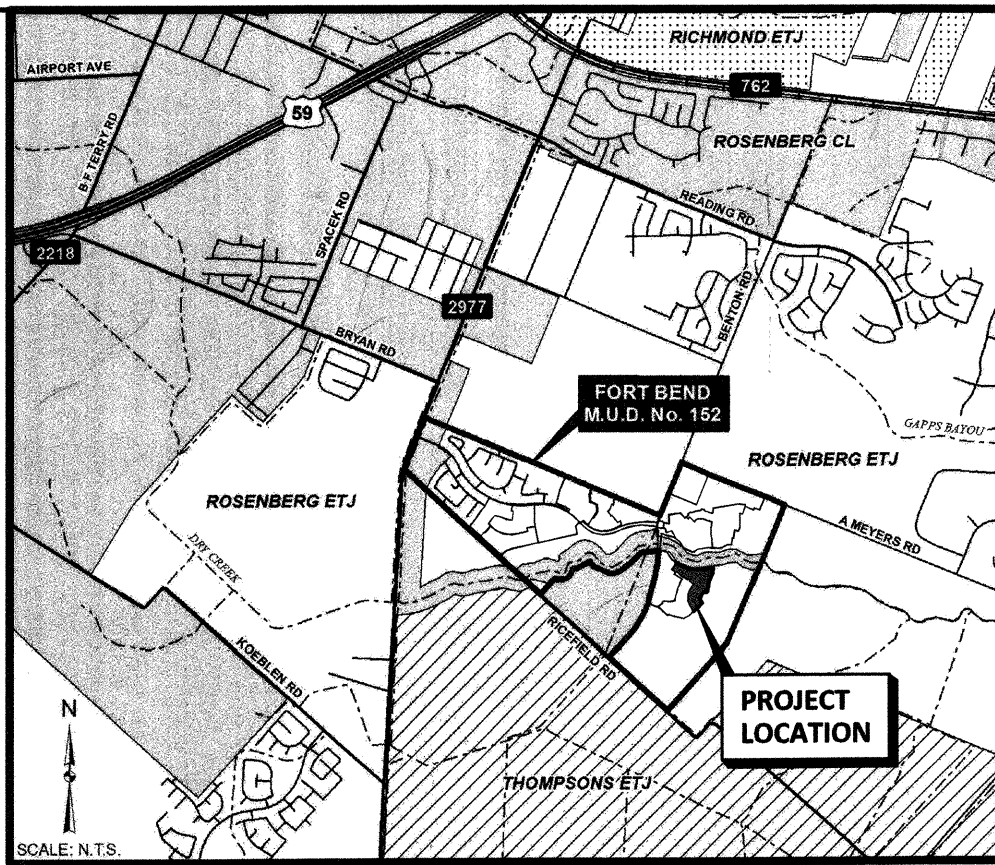 RICHMOND ETJ
AIRPORT AVE
762
59
B F TERRY RD
ROSENBERG CL
READING RD
SPACEK RD
2218
2977
BENTON RD
BRYAN RD
FORT BEND
M.U.D. No. 152
GAPPS BAYOU
ROSENBERG ETJ
ROSENBERG ETJ
A MEYERS RD
DRY CREEK
RICEFIELD RD
KOEBLEN RD
PROJECT
LOCATION
N
THOMPSONS ETJ
SCALE: N.T.S.